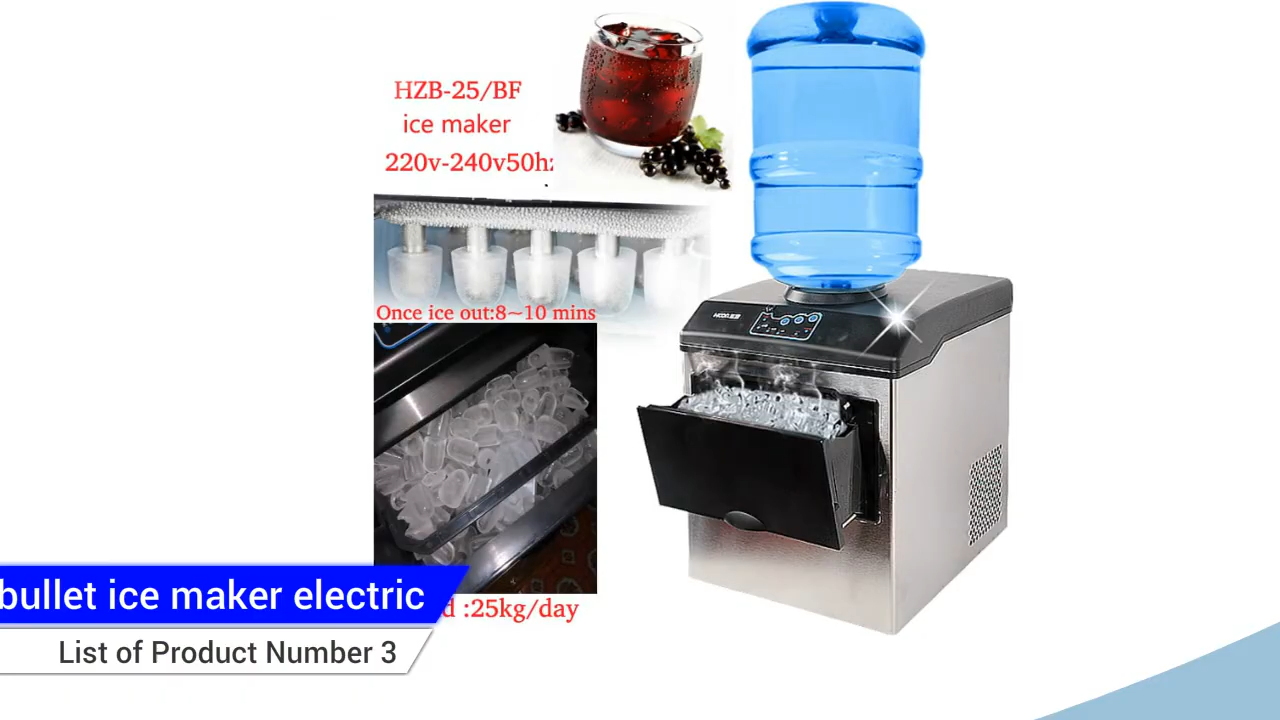 HZB-25/BF
ice maker
220v-240v50hz
Once ice out:8~10 mins
:25kg/day
bullet ice maker electric
List of Product Number 3